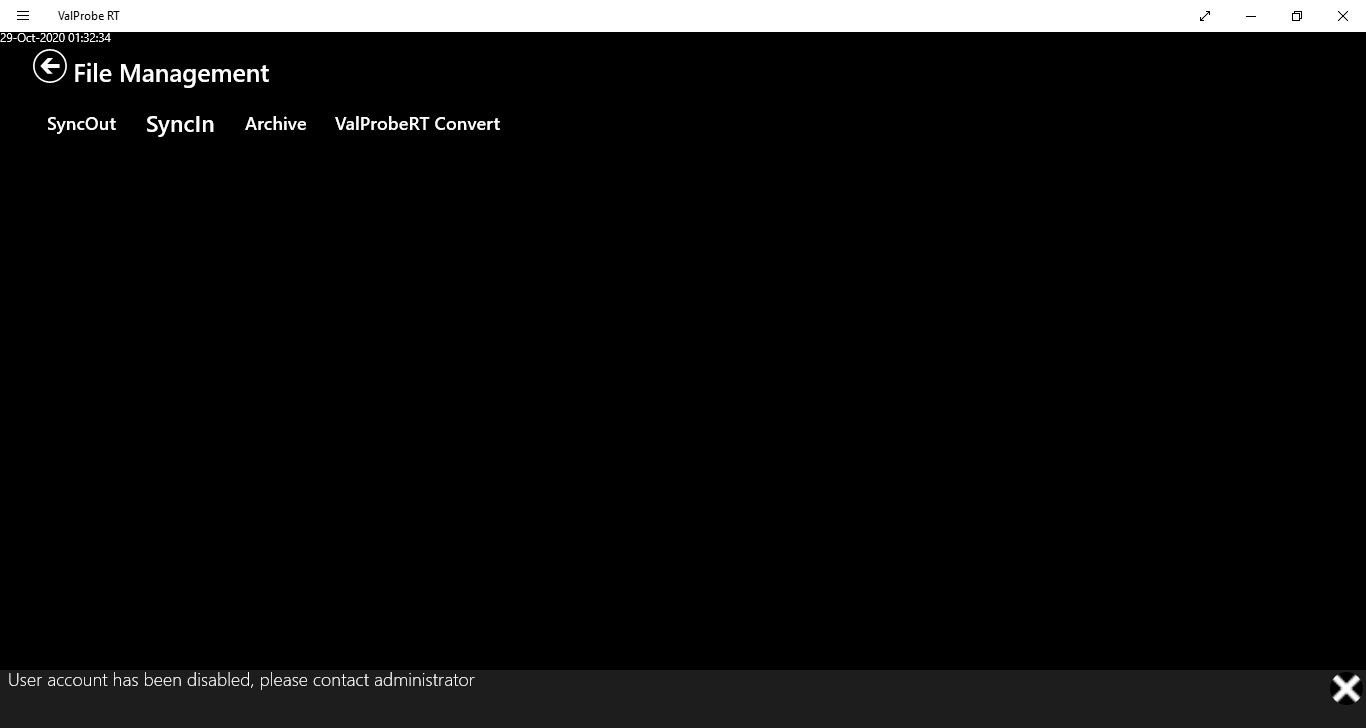 ValProbe RT
29-Oct-2020 01:32:34
File Management
SyncOut SyncIn Archive ValProbeRT Convert
User account has been disabled, please contact administrator